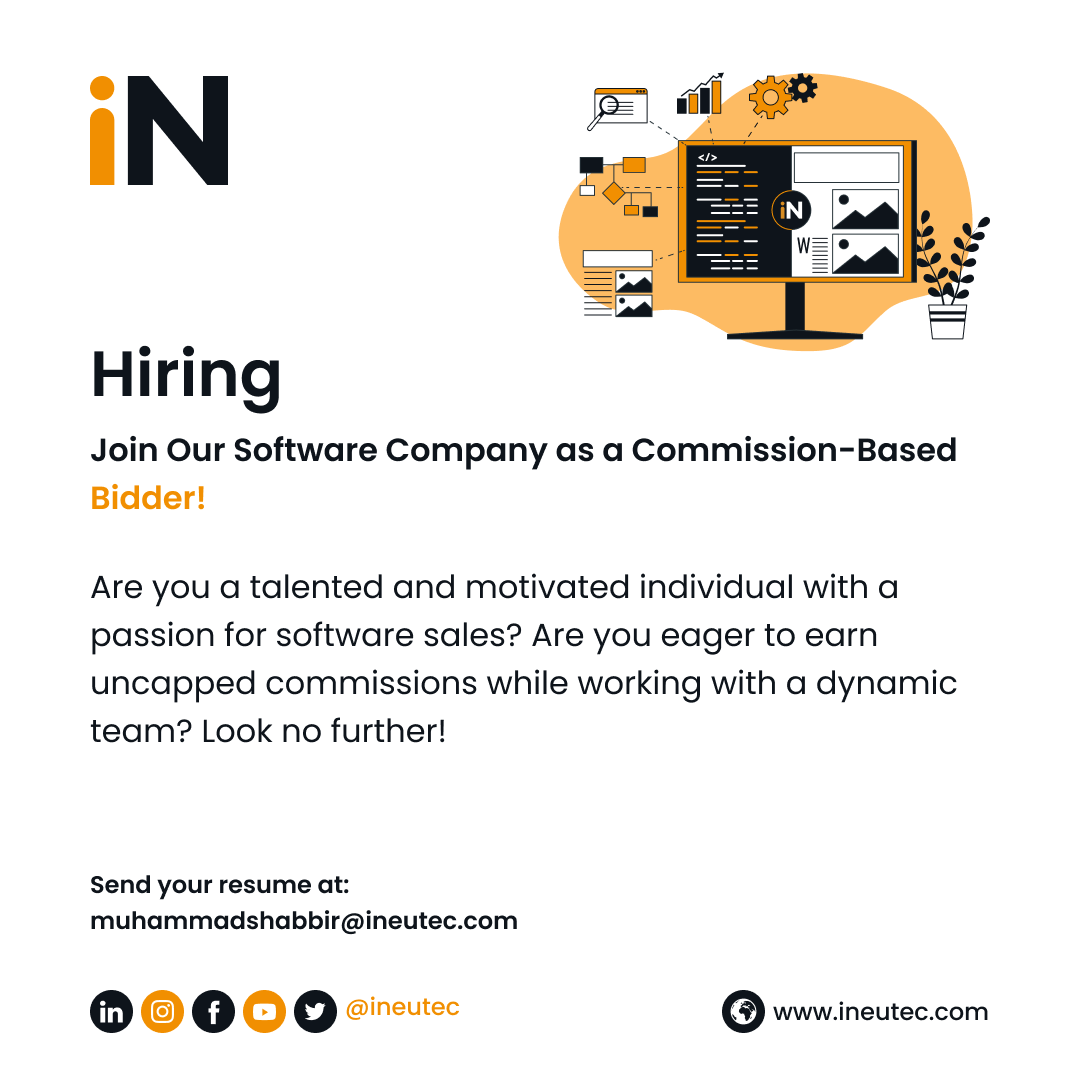 iN
</>
iN
W
Hiring
Join Our Software Company as a Commission-Based
Bidder!
Are you a talented and motivated individual with a
passion for software sales? Are you eager to earn
uncapped commissions while working with a dynamic
team? Look no further!
Send your resume at:
muhammadshabbir@ineutec.com
in
f
@ineutec
www.ineutec.com